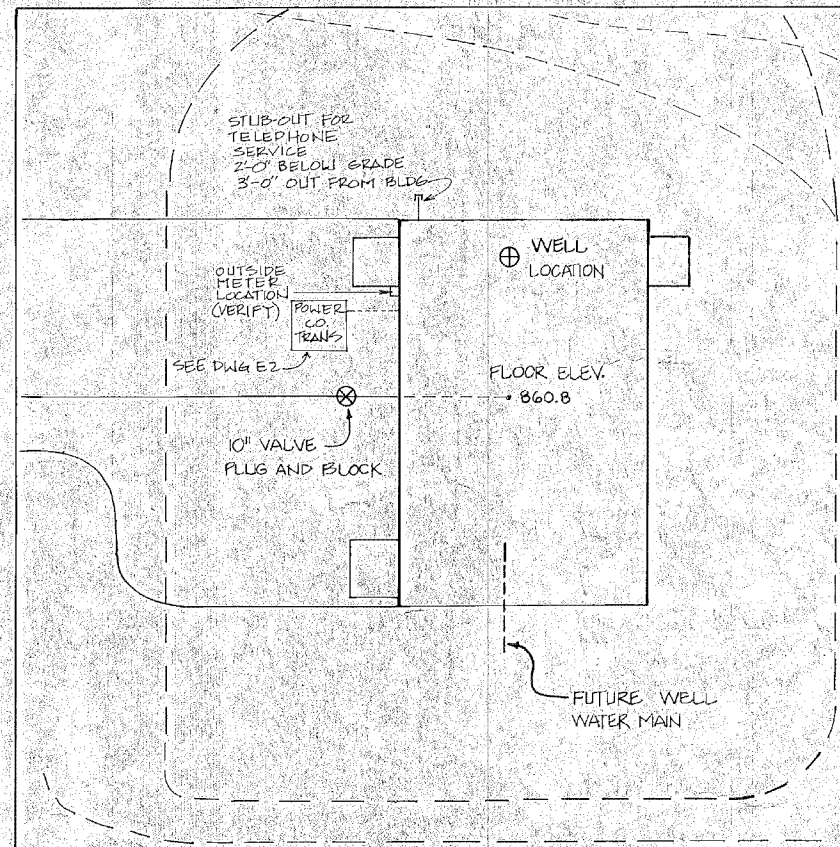 STUB-OUT FOR
TELEPHONE
SERVICE
2'-0" BELOW GRADE
3'-0" OUT FROM BLDG
WELL
LOCATION
OUTSIDE
METER
LOCATION
(VERIFY)
POWER
CO.
TRANS
SEE DWG E2
FLOOR ELEV.
860.8
10" VALVE
PLUG AND BLOCK
FUTURE WELL
WATER MAIN